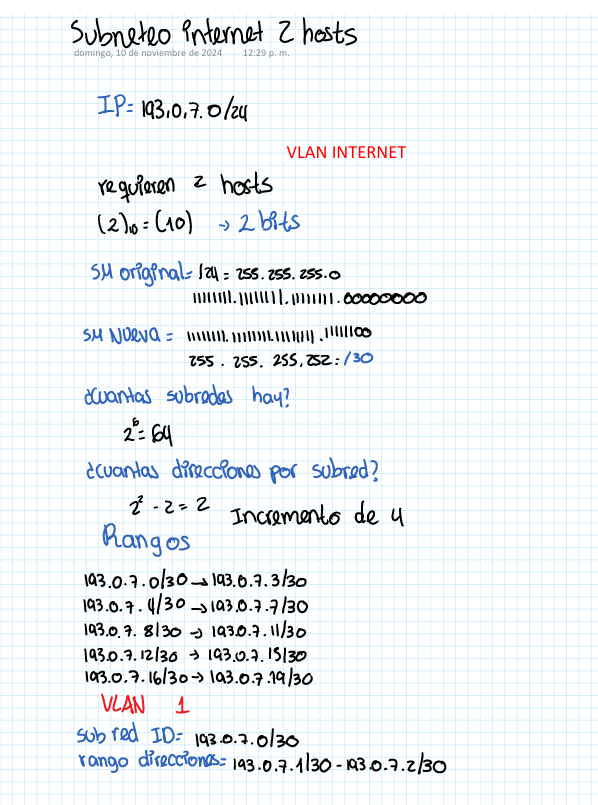 Subneteo internet 2 hosts
domingo, 10 de noviembre de 2024 12:29 p. m.
IP= 193.0.7.0/24
VLAN INTERNET
requieren 2 hosts
(2)₁₀ = (10) → 2 bits
SM original= /24 = 255.255.255.0
11111111.11111111.11111111.00000000
SM NUEVA = 11111111.11111111.11111111.11111100
255.255.255.252 = /30
¿Cuantas subredes hay?
2⁶ = 64
¿Cuantas direcciones por subred?
2² - 2 = 2 Incremento de 4
Rangos
193.0.7.0/30 → 193.0.7.3/30
193.0.7.4/30 → 193.0.7.7/30
193.0.7.8/30 → 193.0.7.11/30
193.0.7.12/30 → 193.0.7.15/30
193.0.7.16/30 → 193.0.7.19/30
VLAN 1
sub red ID= 193.0.7.0/30
rango direcciones= 193.0.7.1/30 - 193.0.7.2/30